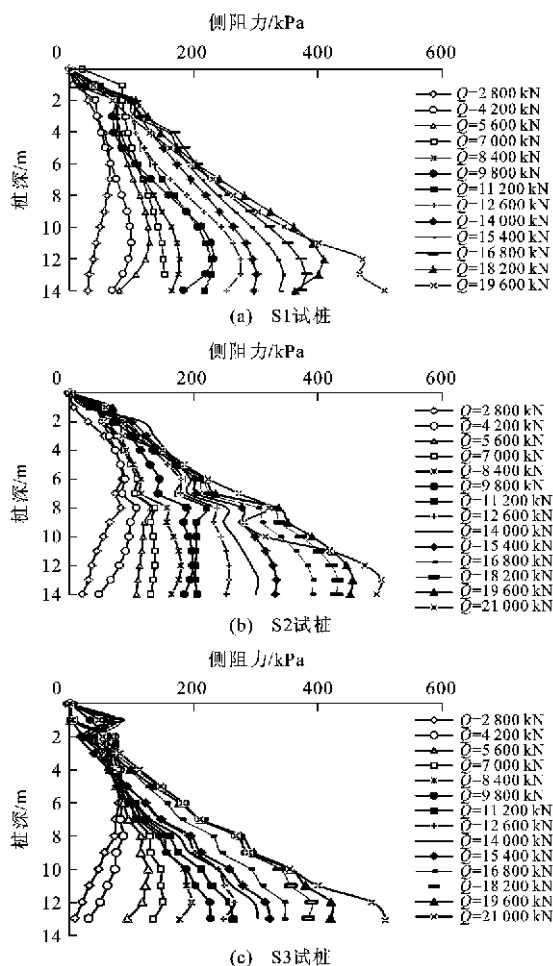 侧阻力/kPa
0 200 400 600
2
4
6
8
10
12
14
桩深/m
Q=2 800 kN
Q=4 200 kN
Q=5 600 kN
Q=7 000 kN
Q=8 400 kN
Q=9 800 kN
Q=11 200 kN
Q=12 600 kN
Q=14 000 kN
Q=15 400 kN
Q=16 800 kN
Q=18 200 kN
Q=19 600 kN
(a) S1试桩
侧阻力/kPa
0 200 400 600
2
4
6
8
10
12
14
桩深/m
Q=2 800 kN
Q=4 200 kN
Q=5 600 kN
Q=7 000 kN
Q=8 400 kN
Q=9 800 kN
Q=11 200 kN
Q=12 600 kN
Q=14 000 kN
Q=15 400 kN
Q=16 800 kN
Q=18 200 kN
Q=19 600 kN
Q=21 000 kN
(b) S2试桩
侧阻力/kPa
0 200 400 600
2
4
6
8
10
12
14
桩深/m
Q=2 800 kN
Q=4 200 kN
Q=5 600 kN
Q=7 000 kN
Q=8 400 kN
Q=9 800 kN
Q=11 200 kN
Q=12 600 kN
Q=14 000 kN
Q=15 400 kN
Q=16 800 kN
Q=18 200 kN
Q=19 600 kN
Q=21 000 kN
(c) S3试桩